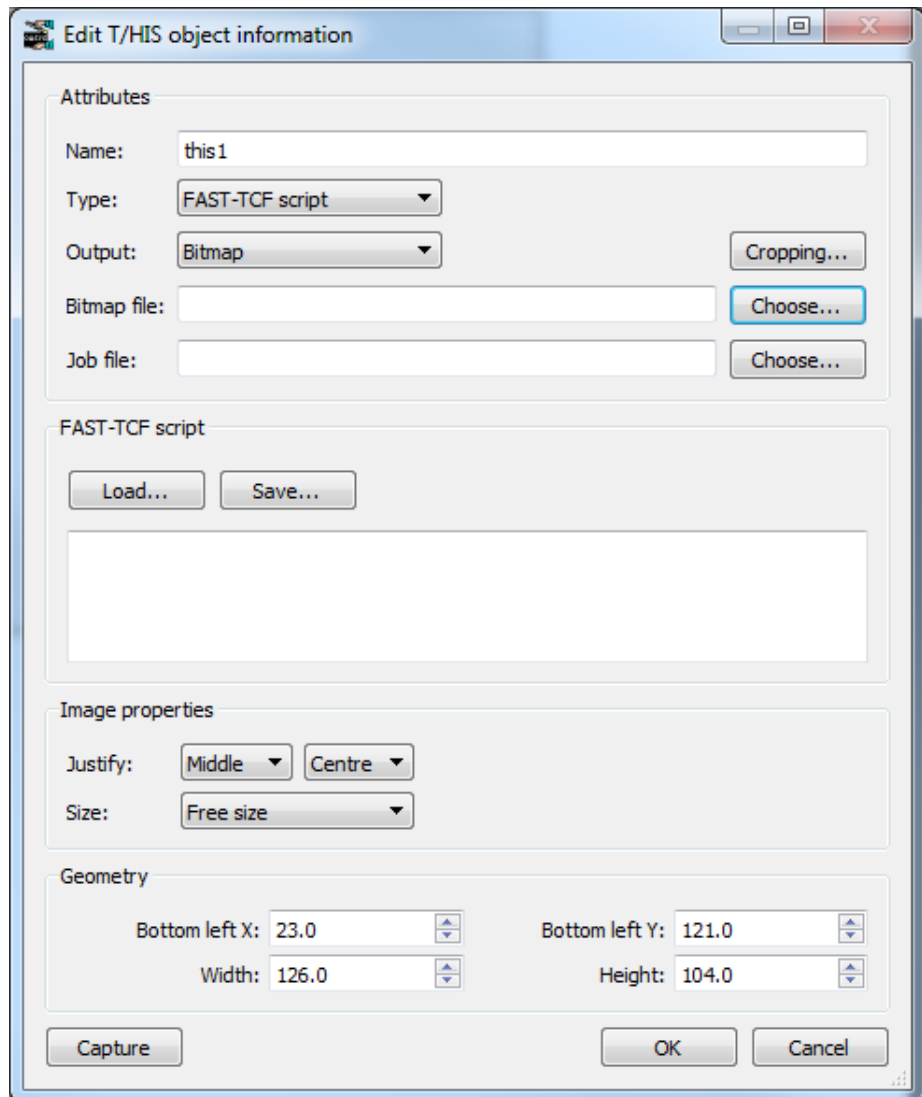 Edit T/HIS object information
Attributes
Name: this1
Type: FAST-TCF script
Output: Bitmap Cropping...
Bitmap file: Choose...
Job file: Choose...
FAST-TCF script
Load... Save...
Image properties
Justify: Middle Centre
Size: Free size
Geometry
Bottom left X: 23.0 Bottom left Y: 121.0
Width: 126.0 Height: 104.0
Capture OK Cancel